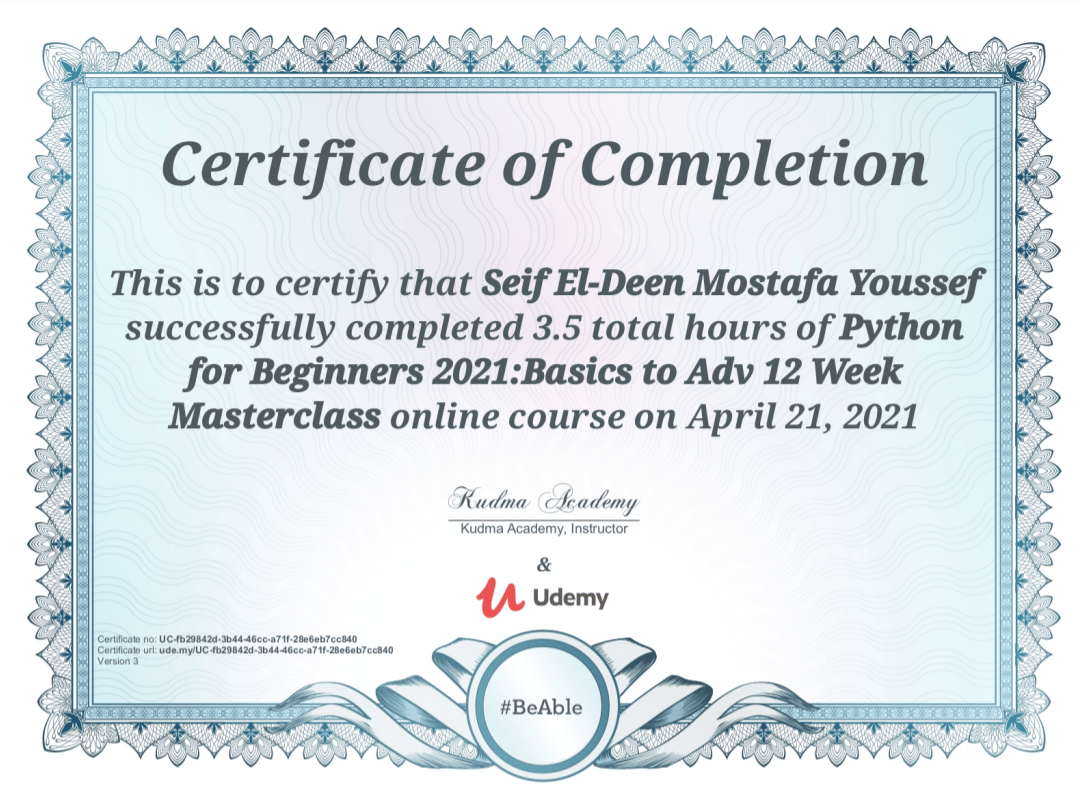 Certificate of Completion
This is to certify that Seif El-Deen Mostafa Youssef
successfully completed 3.5 total hours of Python
for Beginners 2021:Basics to Adv 12 Week
Masterclass online course on April 21, 2021
Kudma Academy
Kudma Academy, Instructor
&
Udemy
Certificate no: UC-fb29842d-3b44-46cc-a71f-28e6eb7cc840
Certificate url: ude.my/UC-fb29842d-3b44-46cc-a71f-28e6eb7cc840
Version 3
#BeAble